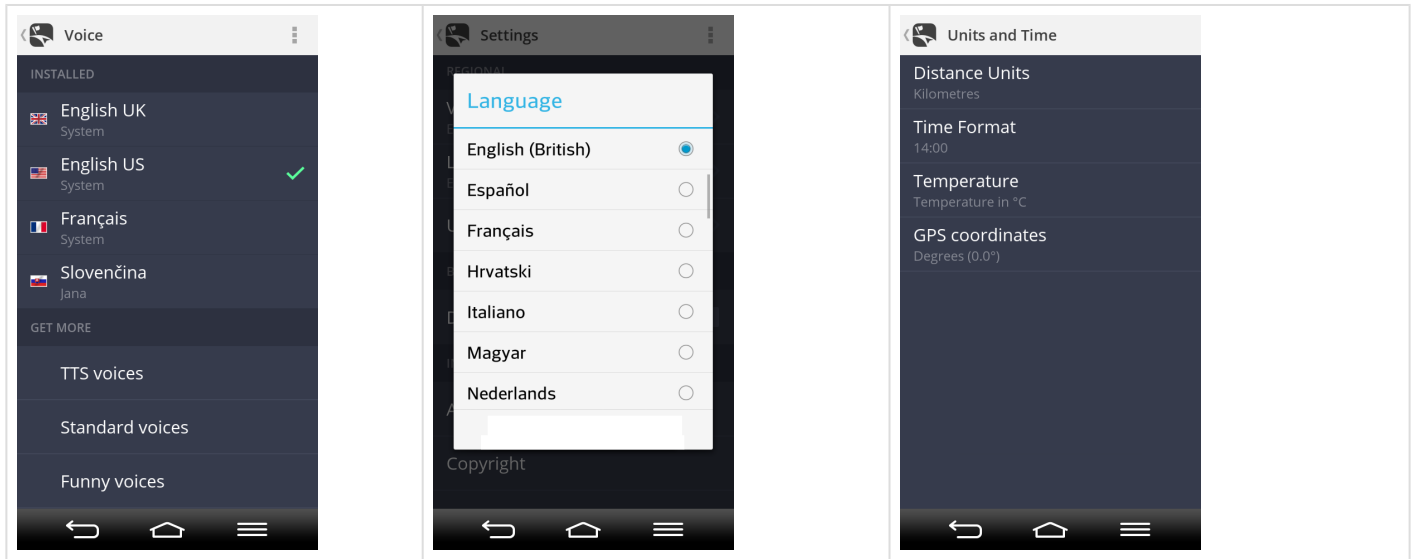 Voice
INSTALLED
English UK
System
English US
System
Français
System
Slovenčina
Jana
GET MORE
TTS voices
Standard voices
Funny voices
Settings
REGIONAL
Language
English (British)
Español
Français
Hrvatski
Italiano
Magyar
Nederlands
Copyright
Units and Time
Distance Units
Kilometres
Time Format
14:00
Temperature
Temperature in °C
GPS coordinates
Degrees (0.0°)